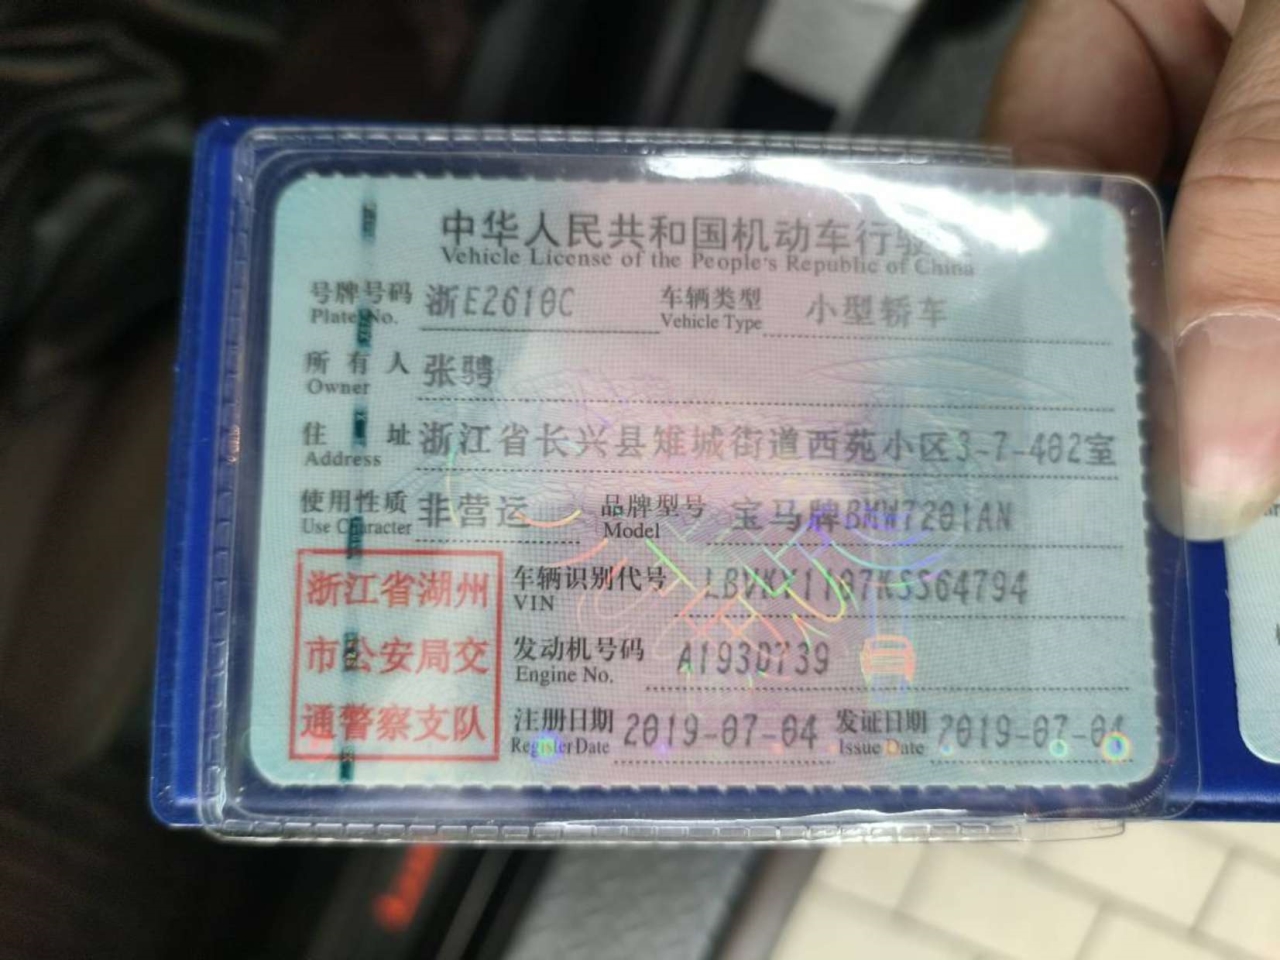 中华人民共和国机动车行驶
Vehicle License of the People's Republic of China
号牌号码 浙E2610C 车辆类型 小型轿车
Plate No. Vehicle Type
所有人 张骋
Owner
住址 浙江省长兴县雉城街道西苑小区3-7-402室
Address
使用性质 非营运 品牌型号 宝马牌BMW7201AN
Use Character Model
浙江省湖州
市公安局交
通警察支队
车辆识别代号
VIN
发动机号码 A193D739
Engine No.
注册日期 2019-07-04 发证日期 2019-07-04
Register Date Issue Date